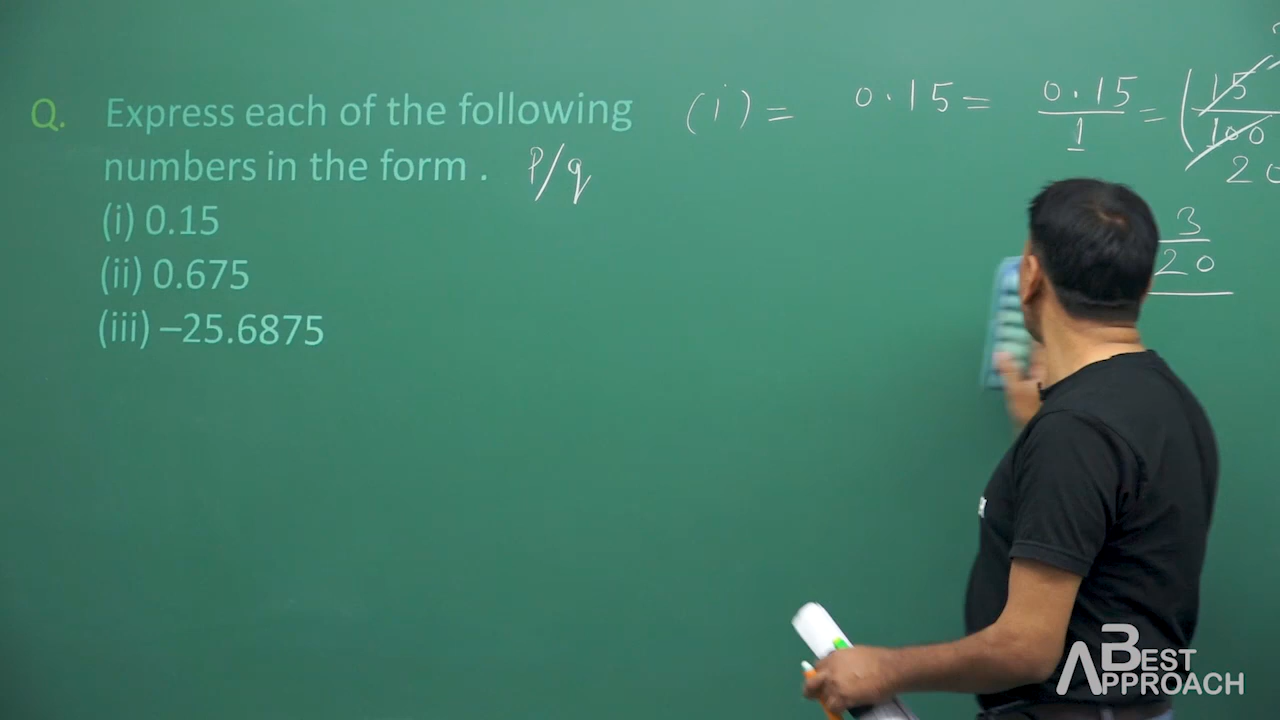 Q. Express each of the following
numbers in the form . P/q
(i) 0.15
(ii) 0.675
(iii) –25.6875
(i) = 0.15 = 0.15/1 = (15/100
20
3/20
BEST
APPROACH